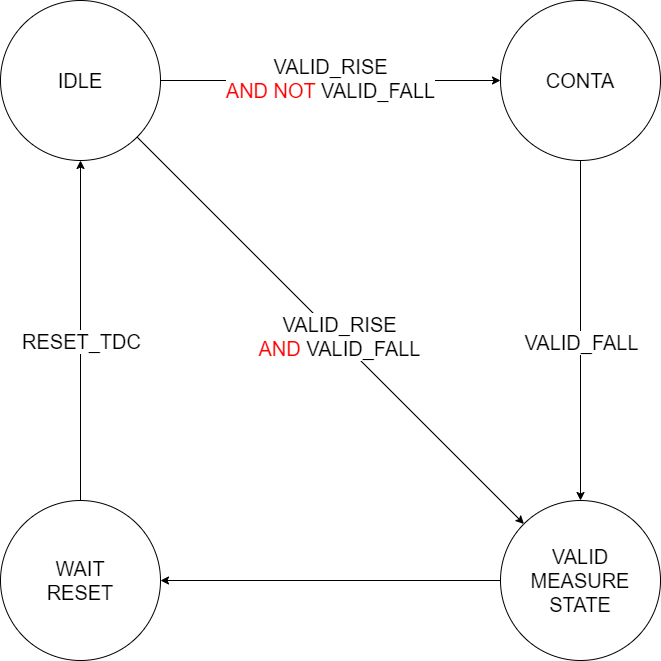 IDLE
VALID_RISE
AND NOT VALID_FALL
CONTA
VALID_RISE
AND VALID_FALL
RESET_TDC
VALID_FALL
WAIT
RESET
VALID
MEASURE
STATE